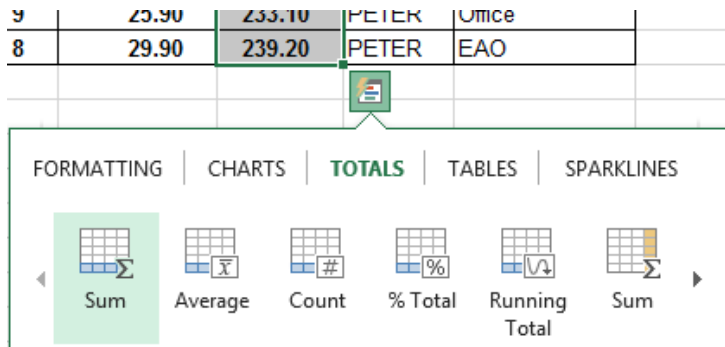 9 25.90 233.10 PETER Office
8 29.90 239.20 PETER EAO
FORMATTING CHARTS TOTALS TABLES SPARKLINES
Sum Average Count % Total Running Total Sum